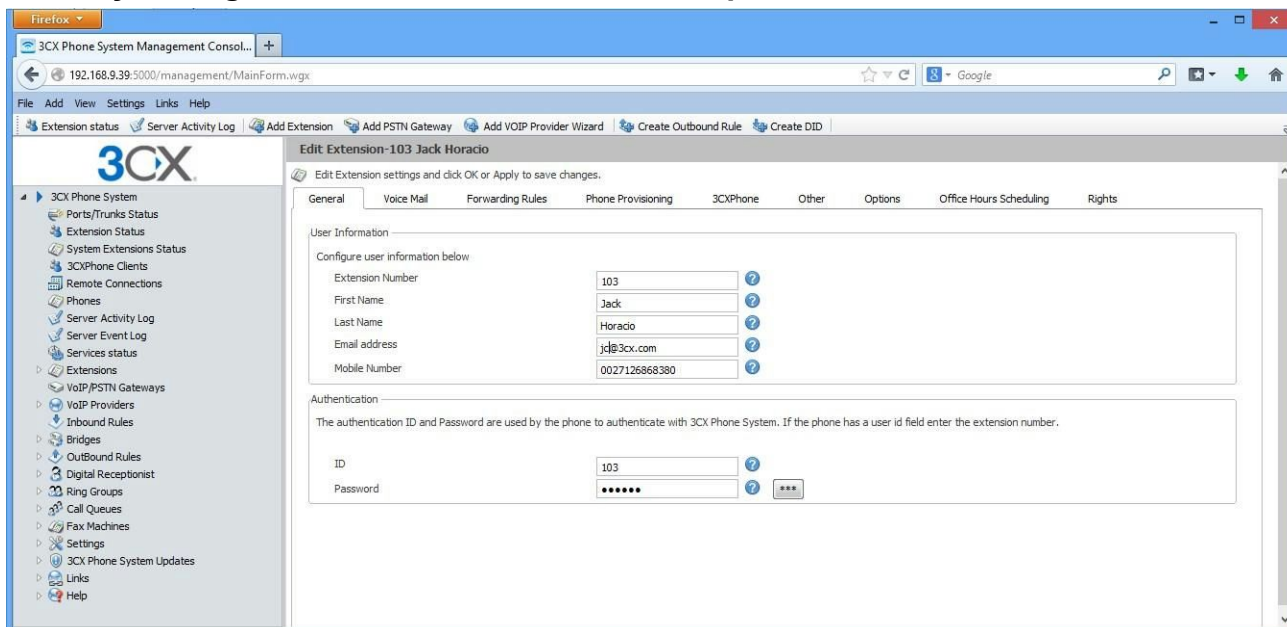 Firefox
3CX Phone System Management Consol...
192.168.9.39:5000/management/MainForm.wgx
Google
File Add View Settings Links Help
Extension status Server Activity Log Add Extension Add PSTN Gateway Add VOIP Provider Wizard Create Outbound Rule Create DID
3CX
Edit Extension-103 Jack Horacio
Edit Extension settings and click OK or Apply to save changes.
General Voice Mail Forwarding Rules Phone Provisioning 3CXPhone Other Options Office Hours Scheduling Rights
3CX Phone System
Ports/Trunks Status
Extension Status
System Extensions Status
3CXPhone Clients
Remote Connections
Phones
Server Activity Log
Server Event Log
Services status
Extensions
VoIP/PSTN Gateways
VoIP Providers
Inbound Rules
Bridges
OutBound Rules
Digital Receptionist
Ring Groups
Call Queues
Fax Machines
Settings
3CX Phone System Updates
Links
Help
User Information
Configure user information below
Extension Number 103
First Name Jack
Last Name Horacio
Email address jc@3cx.com
Mobile Number 0027126868380
Authentication
The authentication ID and Password are used by the phone to authenticate with 3CX Phone System. If the phone has a user id field enter the extension number.
ID 103
Password ●●●●●● ***